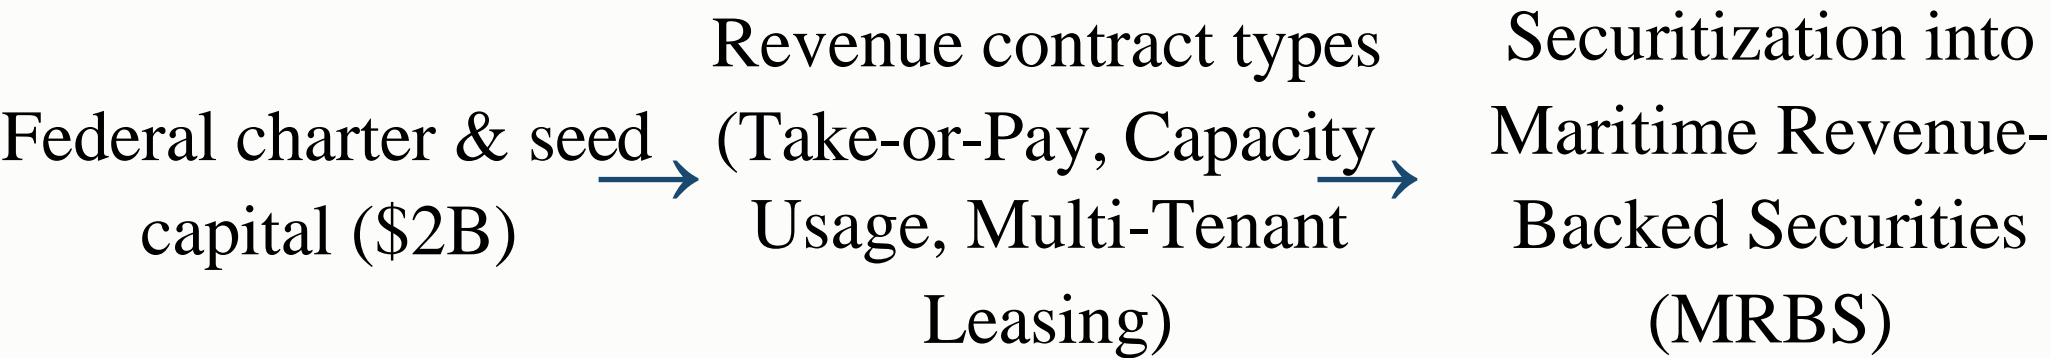 Federal charter & seed
capital ($2B)
→
Revenue contract types
(Take-or-Pay, Capacity
Usage, Multi-Tenant
Leasing)
→
Securitization into
Maritime Revenue-
Backed Securities
(MRBS)